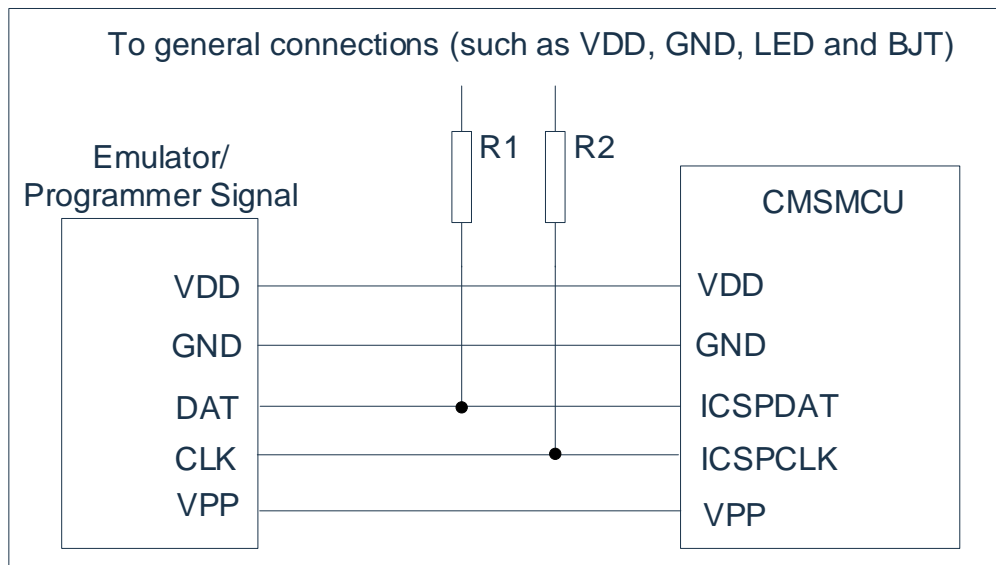 To general connections (such as VDD, GND, LED and BJT)
R1
R2
Emulator/
Programmer Signal
CMSMCU
VDD
VDD
GND
GND
DAT
ICSPDAT
CLK
ICSPCLK
VPP
VPP